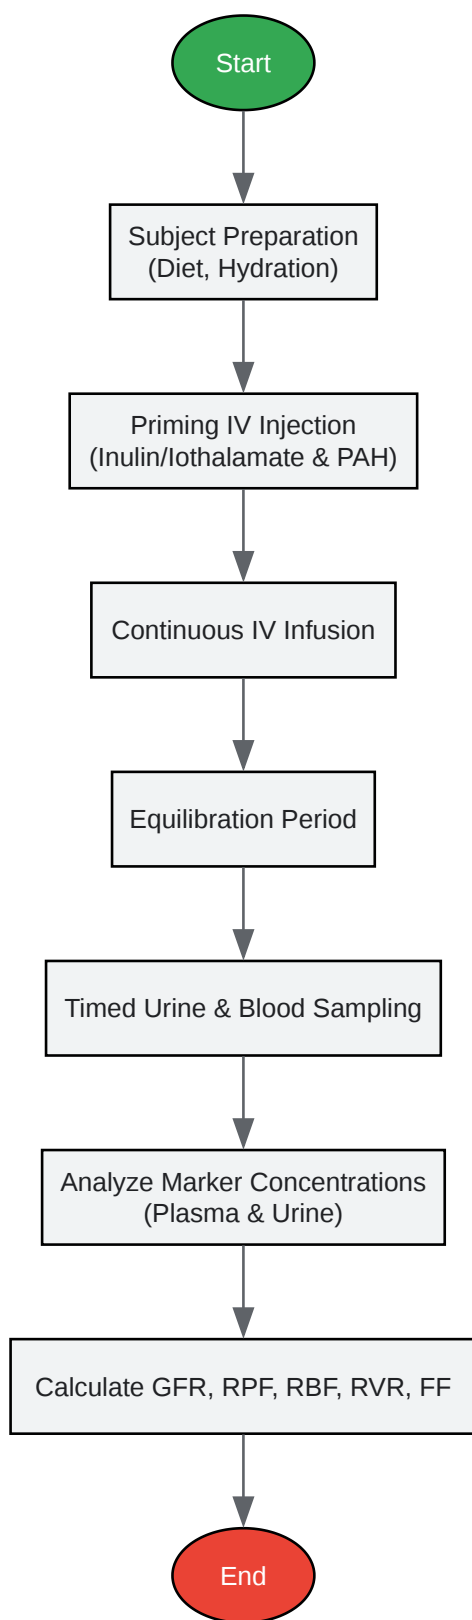 Start
Subject Preparation
(Diet, Hydration)
Priming IV Injection
(Inulin/Iothalamate & PAH)
Continuous IV Infusion
Equilibration Period
Timed Urine & Blood Sampling
Analyze Marker Concentrations
(Plasma & Urine)
Calculate GFR, RPF, RBF, RVR, FF
End